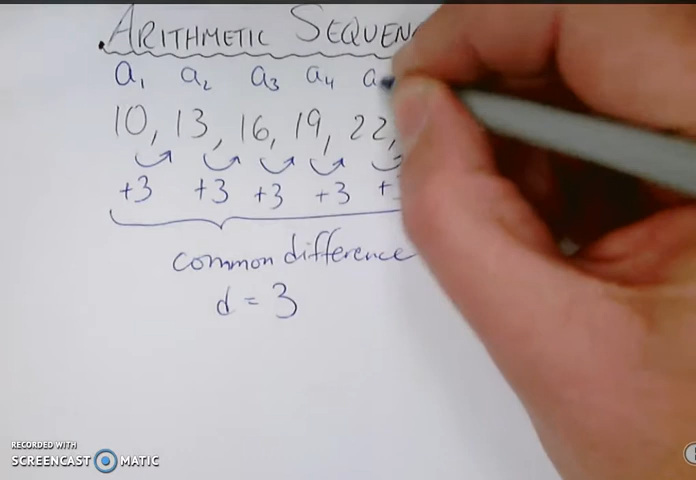 ARITHMETIC
a₁ a₂ a₃ a₄ a
10, 13, 16, 19, 22,
+3 +3 +3 +3 +
common difference
d = 3
RECORDED WITH
SCREENCAST MATIC